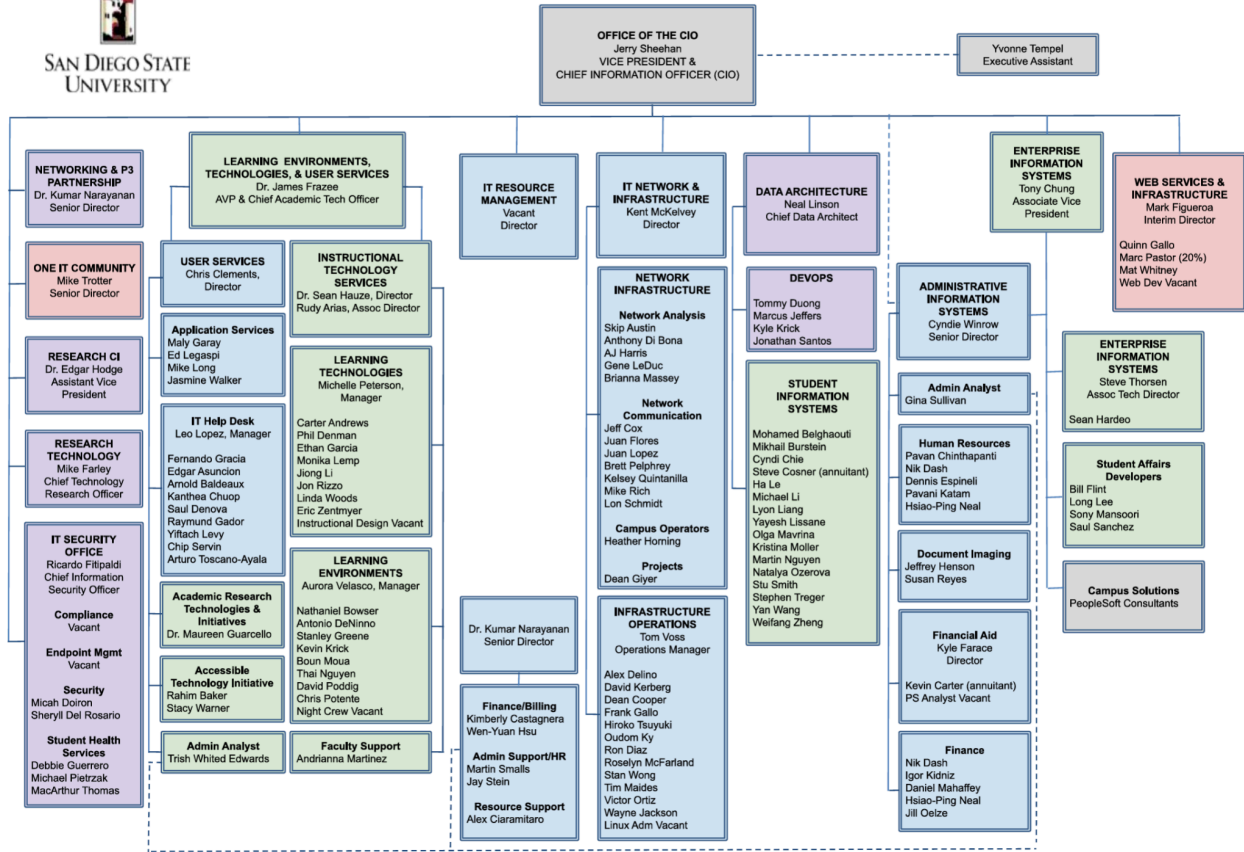 SAN DIEGO STATE
UNIVERSITY
OFFICE OF THE CIO
Jerry Sheehan
VICE PRESIDENT &
CHIEF INFORMATION OFFICER (CIO)
Yvonne Tempel
Executive Assistant
NETWORKING & P3
PARTNERSHIP
Dr. Kumar Narayanan
Senior Director
ONE IT COMMUNITY
Mike Trotter
Senior Director
RESEARCH CI
Dr. Edgar Hodge
Assistant Vice
President
RESEARCH
TECHNOLOGY
Mike Farley
Chief Technology
Research Officer
IT SECURITY
OFFICE
Ricardo Fitipaldi
Chief Information
Security Officer
Compliance
Vacant
Endpoint Mgmt
Vacant
Security
Micah Doiron
Sheryll Del Rosario
Student Health
Services
Debbie Guerrero
Michael Pietrzak
MacArthur Thomas
LEARNING ENVIRONMENTS,
TECHNOLOGIES, & USER SERVICES
Dr. James Frazee
AVP & Chief Academic Tech Officer
USER SERVICES
Chris Clements,
Director
Application Services
Maly Garay
Ed Legaspi
Mike Long
Jasmine Walker
IT Help Desk
Leo Lopez, Manager
Fernando Gracia
Edgar Asuncion
Arnold Baldeaux
Kanthea Chuop
Saul Denova
Raymund Gador
Yiftach Levy
Chip Servin
Arturo Toscano-Ayala
Academic Research
Technologies &
Initiatives
Dr. Maureen Guarcello
Accessible
Technology Initiative
Rahim Baker
Stacy Warner
Admin Analyst
Trish Whited Edwards
INSTRUCTIONAL
TECHNOLOGY
SERVICES
Dr. Sean Hauze, Director
Rudy Arias, Assoc Director
LEARNING
TECHNOLOGIES
Michelle Peterson,
Manager
Carter Andrews
Phil Denman
Ethan Garcia
Monika Lemp
Jiong Li
Jon Rizzo
Linda Woods
Eric Zentmyer
Instructional Design Vacant
LEARNING
ENVIRONMENTS
Aurora Velasco, Manager
Nathaniel Bowser
Antonio DeNinno
Stanley Greene
Kevin Krick
Boun Moua
Thai Nguyen
David Poddig
Chris Potente
Night Crew Vacant
Faculty Support
Andrianna Martinez
IT RESOURCE
MANAGEMENT
Vacant
Director
Dr. Kumar Narayanan
Senior Director
Finance/Billing
Kimberly Castagnera
Wen-Yuan Hsu
Admin Support/HR
Martin Smalls
Jay Stein
Resource Support
Alex Ciaramitaro
IT NETWORK &
INFRASTRUCTURE
Kent McKelvey
Director
NETWORK
INFRASTRUCTURE
Network Analysis
Skip Austin
Anthony Di Bona
AJ Harris
Gene LeDuc
Brianna Massey
Network
Communication
Jeff Cox
Juan Flores
Juan Lopez
Brett Pelphrey
Kelsey Quintanilla
Mike Rich
Lon Schmidt
Campus Operators
Heather Horning
Projects
Dean Giyer
INFRASTRUCTURE
OPERATIONS
Tom Voss
Operations Manager
Alex Delino
David Kerberg
Dean Cooper
Frank Gallo
Hiroko Tsuyuki
Oudom Ky
Ron Diaz
Roselyn McFarland
Stan Wong
Tim Maides
Victor Ortiz
Wayne Jackson
Linux Adm Vacant
DATA ARCHITECTURE
Neal Linson
Chief Data Architect
DEVOPS
Tommy Duong
Marcus Jeffers
Kyle Krick
Jonathan Santos
STUDENT
INFORMATION
SYSTEMS
Mohamed Belghaouti
Mikhail Burstein
Cyndi Chie
Steve Cosner (annuitant)
Ha Le
Michael Li
Lyon Liang
Yayesh Lissane
Olga Mavrina
Kristina Moller
Martin Nguyen
Natalya Ozerova
Stu Smith
Stephen Treger
Yan Wang
Weifang Zheng
ENTERPRISE
INFORMATION
SYSTEMS
Tony Chung
Associate Vice
President
ADMINISTRATIVE
INFORMATION
SYSTEMS
Cyndie Winrow
Senior Director
Admin Analyst
Gina Sullivan
Human Resources
Pavan Chinthapanti
Nik Dash
Dennis Espineli
Pavani Katam
Hsiao-Ping Neal
Document Imaging
Jeffrey Henson
Susan Reyes
Financial Aid
Kyle Farace
Director
Kevin Carter (annuitant)
PS Analyst Vacant
Finance
Nik Dash
Igor Kidniz
Daniel Mahaffey
Hsiao-Ping Neal
Jill Oelze
WEB SERVICES &
INFRASTRUCTURE
Mark Figueroa
Interim Director
Quinn Gallo
Marc Pastor (20%)
Mat Whitney
Web Dev Vacant
ENTERPRISE
INFORMATION
SYSTEMS
Steve Thorsen
Assoc Tech Director
Sean Hardeo
Student Affairs
Developers
Bill Flint
Long Lee
Sony Mansoori
Saul Sanchez
Campus Solutions
PeopleSoft Consultants